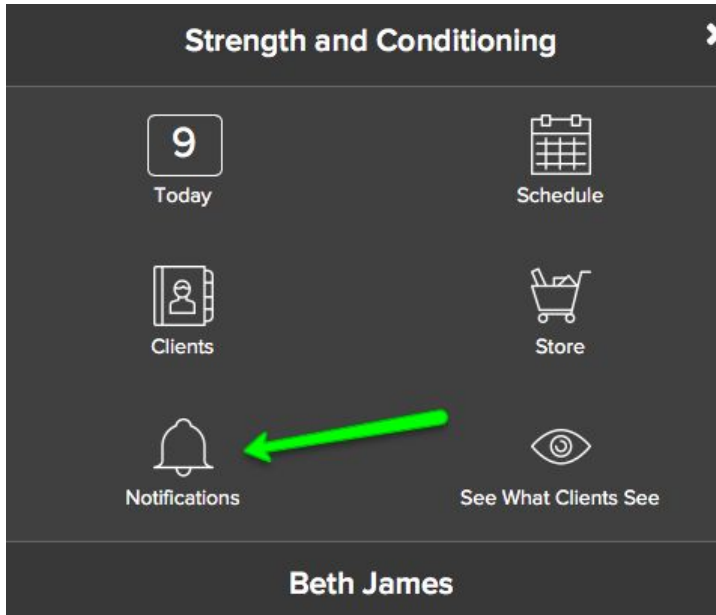 Strength and Conditioning
9
Today
Schedule
Clients
Store
Notifications
See What Clients See
Beth James